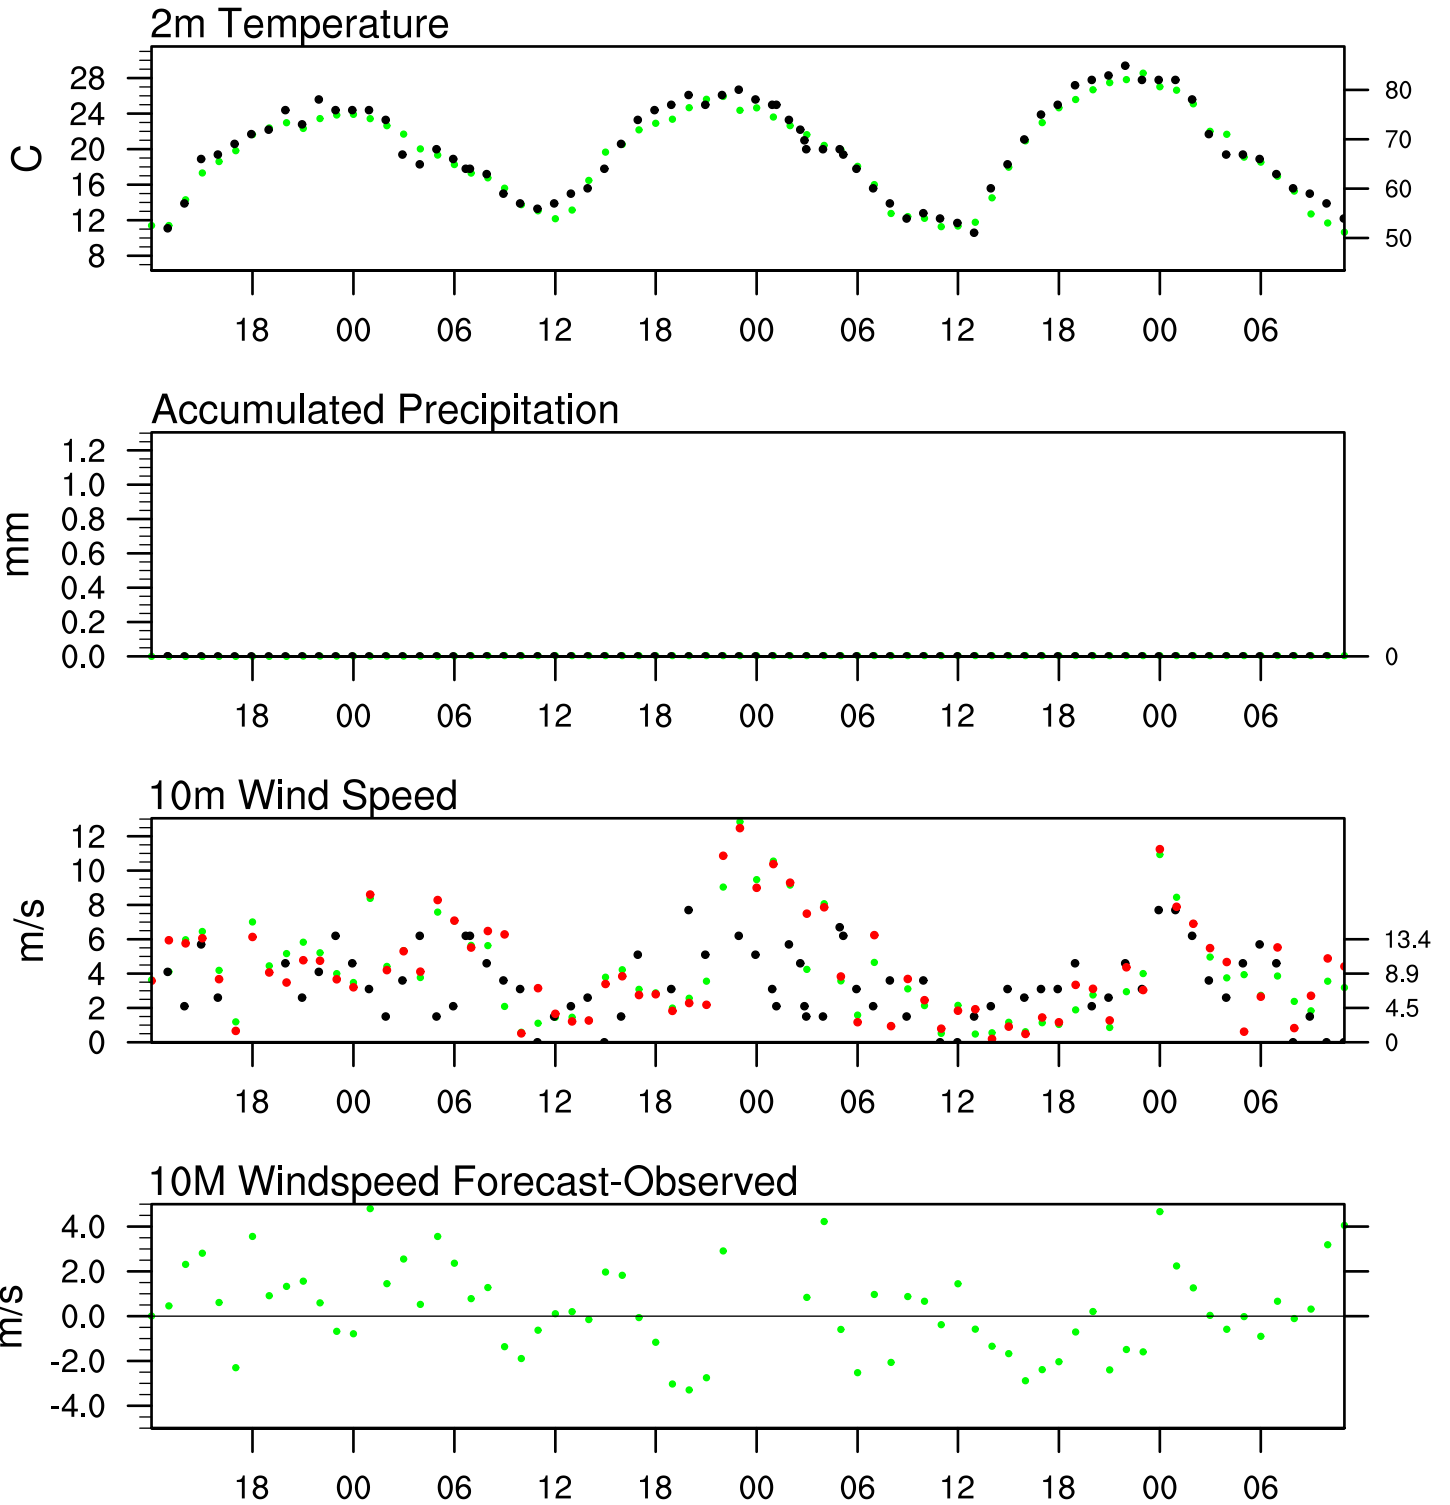 2m Temperature
28
24
20
16
12
8
C
80
70
60
50
18 00 06 12 18 00 06 12 18 00 06
Accumulated Precipitation
1.2
1.0
0.8
0.6
0.4
0.2
0.0
mm
0
18 00 06 12 18 00 06 12 18 00 06
10m Wind Speed
12
10
8
6
4
2
0
m/s
13.4
8.9
4.5
0
18 00 06 12 18 00 06 12 18 00 06
10M Windspeed Forecast-Observed
4.0
2.0
0.0
-2.0
-4.0
m/s
18 00 06 12 18 00 06 12 18 00 06